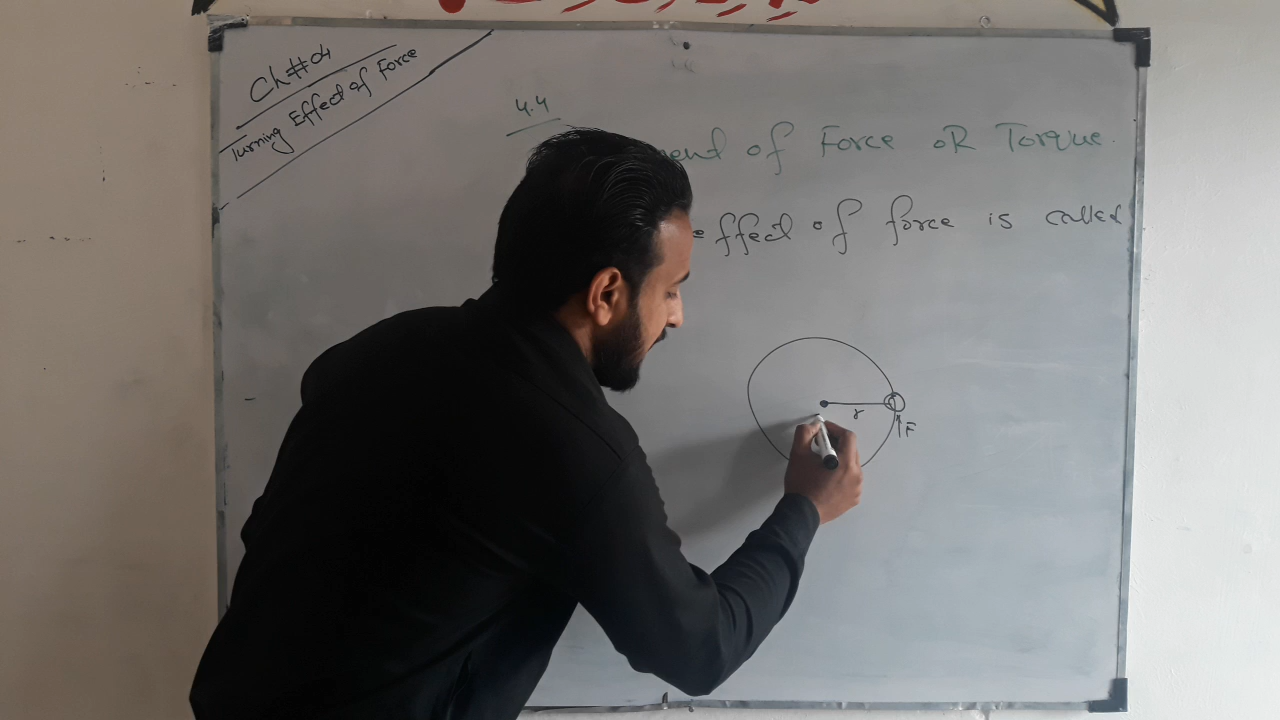 Ch#04
Turning Effect of Force
4.4
ment of Force OR Torque
effect of force is called
r
F